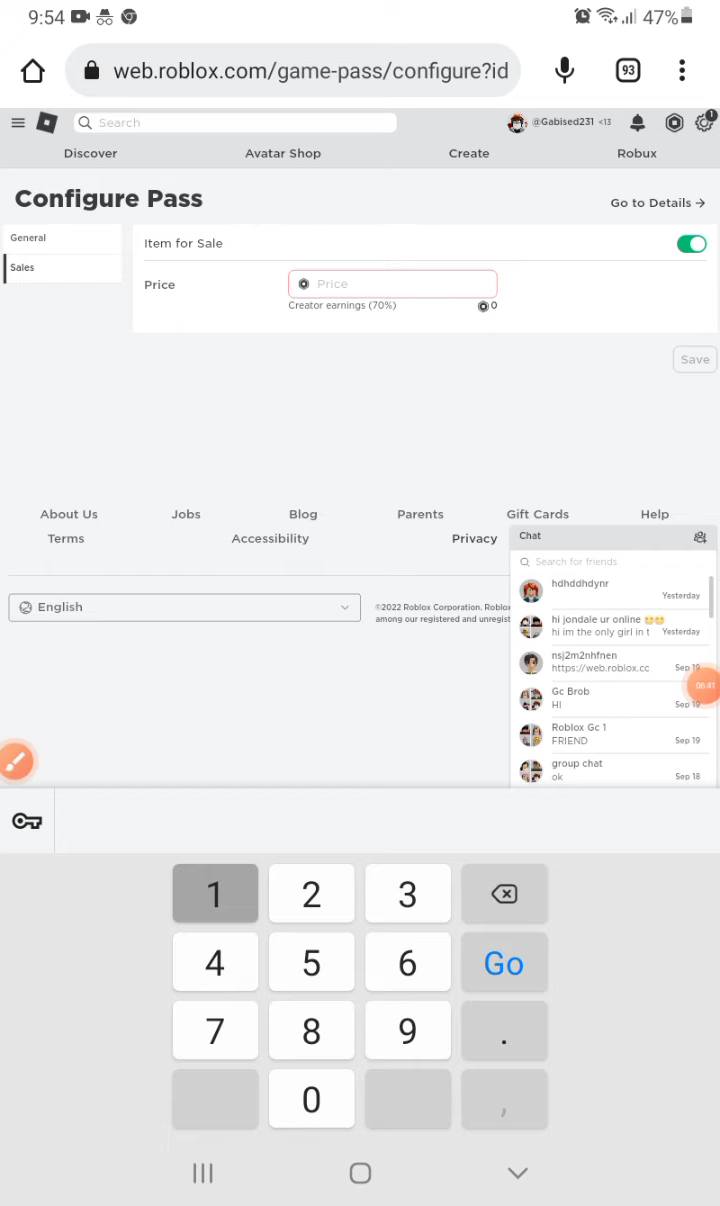 9:54 47%
web.roblox.com/game-pass/configure?id 93
Search @Gabised231 <13 1
Discover Avatar Shop Create Robux
Configure Pass Go to Details →
General
Sales
Item for Sale
Price Price
Creator earnings (70%) 0
Save
About Us Jobs Blog Parents Gift Cards Help
Terms Accessibility Privacy
English
©2022 Roblox Corporation. Roblox
among our registered and unregist
Chat
Search for friends
hdhddhdynr
Yesterday
hi jondale ur online 😁😁
hi im the only girl in t Yesterday
nsj2m2nhfnen
https://web.roblox.cc Sep 19
Gc Brob
HI Sep 19
Roblox Gc 1
FRIEND Sep 19
group chat
ok Sep 18
06:41
1 2 3
4 5 6 Go
7 8 9 .
0 ,